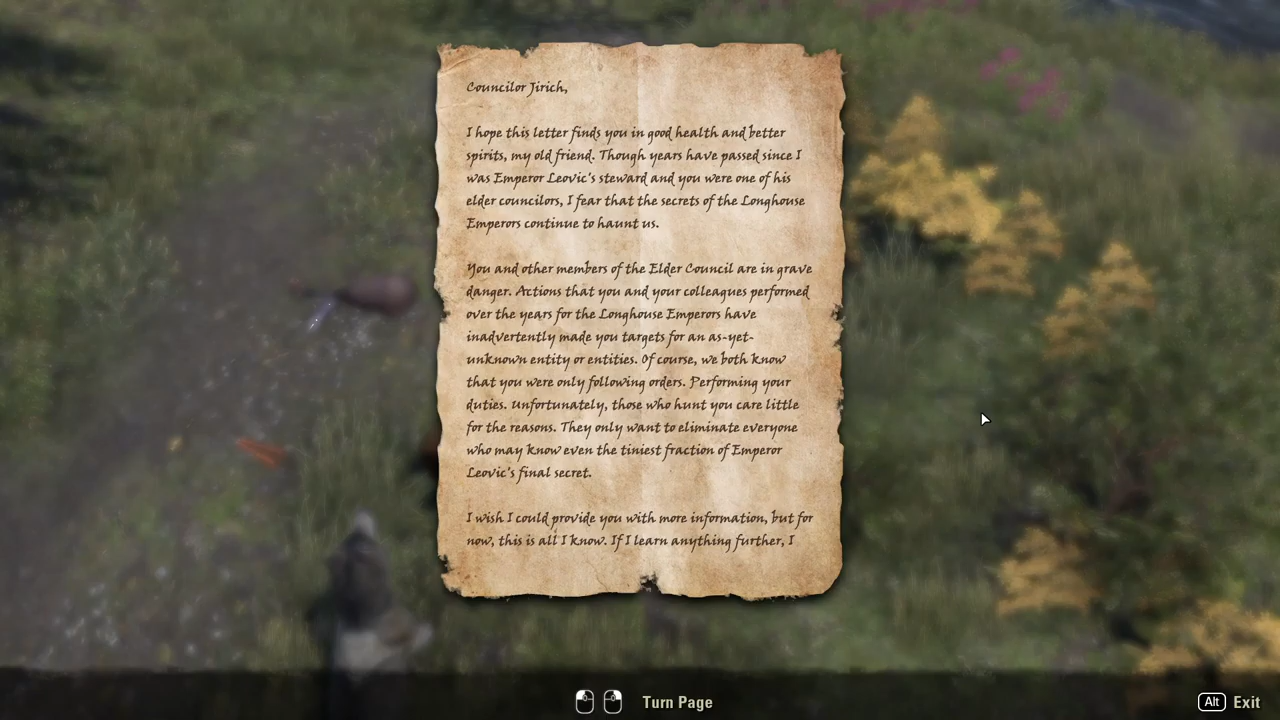 Councilor Jirich,
I hope this letter finds you in good health and better
spirits, my old friend. Though years have passed since I
was Emperor Leovic's steward and you were one of his
elder councilors, I fear that the secrets of the Longhouse
Emperors continue to haunt us.
You and other members of the Elder Council are in grave
danger. Actions that you and your colleagues performed
over the years for the Longhouse Emperors have
inadvertently made you targets for an as-yet-
unknown entity or entities. Of course, we both know
that you were only following orders. Performing your
duties. Unfortunately, those who hunt you care little
for the reasons. They only want to eliminate everyone
who may know even the tiniest fraction of Emperor
Leovic's final secret.
I wish I could provide you with more information, but for
now, this is all I know. If I learn anything further, I
Turn Page
Alt Exit